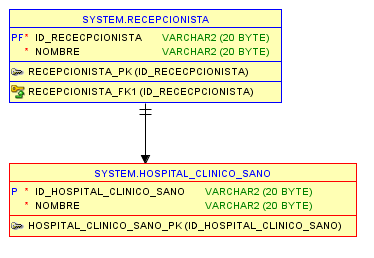 SYSTEM.RECEPCIONISTA
PF* ID_RECECPCIONISTA VARCHAR2 (20 BYTE)
* NOMBRE VARCHAR2 (20 BYTE)
RECEPCIONISTA_PK (ID_RECECPCIONISTA)
RECEPCIONISTA_FK1 (ID_RECECPCIONISTA)
SYSTEM.HOSPITAL_CLINICO_SANO
P * ID_HOSPITAL_CLINICO_SANO VARCHAR2 (20 BYTE)
* NOMBRE VARCHAR2 (20 BYTE)
HOSPITAL_CLINICO_SANO_PK (ID_HOSPITAL_CLINICO_SANO)